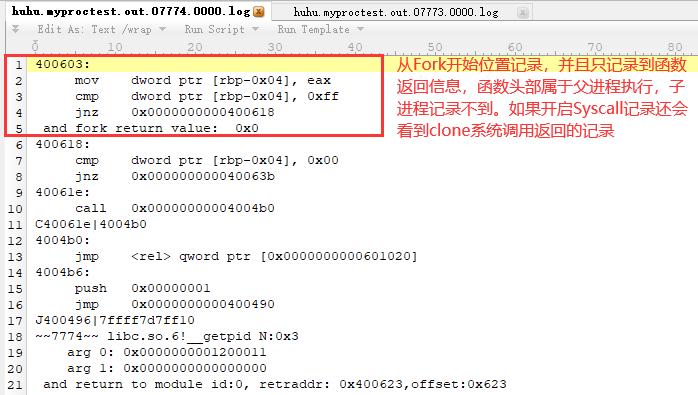 huhu.myproctest.out.07774.0000.log
huhu.myproctest.out.07773.0000.log
Edit As: Text /wrap Run Script Run Template
0 10 20 30 40 50 60 70 80
1 400603:
2 mov dword ptr [rbp-0x04], eax
3 cmp dword ptr [rbp-0x04], 0xff
4 jnz 0x0000000000400618
5 and fork return value: 0x0
6 400618:
7 cmp dword ptr [rbp-0x04], 0x00
8 jnz 0x000000000040063b
9 40061e:
10 call 0x00000000004004b0
11 C40061e|4004b0
12 4004b0:
13 jmp <rel> qword ptr [0x0000000000601020]
14 4004b6:
15 push 0x00000001
16 jmp 0x0000000000400490
17 J400496|7ffff7d7ff10
18 ~~7774~~ libc.so.6!__getpid N:0x3
19 arg 0: 0x0000000001200011
20 arg 1: 0x0000000000000000
21 and return to module id:0, retraddr: 0x400623,offset:0x623
从Fork开始位置记录，并且只记录到函数
返回信息，函数头部属于父进程执行，子
进程记录不到。如果开启Syscall记录还会
看到clone系统调用返回的记录